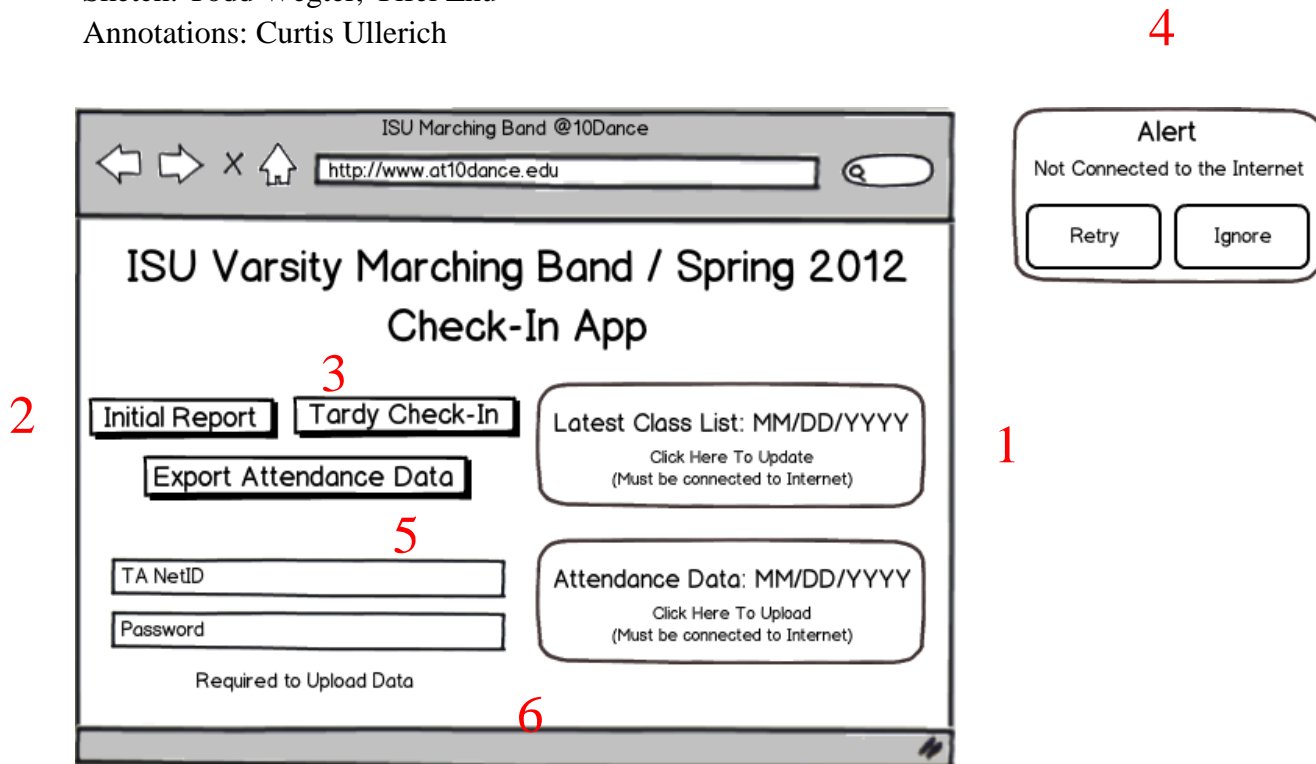 Annotations: Curtis Ullerich
4
ISU Marching Band @10Dance
http://www.at10dance.edu
X
Alert
Not Connected to the Internet
Retry Ignore
ISU Varsity Marching Band / Spring 2012
Check-In App
3
2
Initial Report Tardy Check-In
Export Attendance Data
Latest Class List: MM/DD/YYYY
Click Here To Update
(Must be connected to Internet)
1
5
TA NetID
Password
Required to Upload Data
Attendance Data: MM/DD/YYYY
Click Here To Upload
(Must be connected to Internet)
6